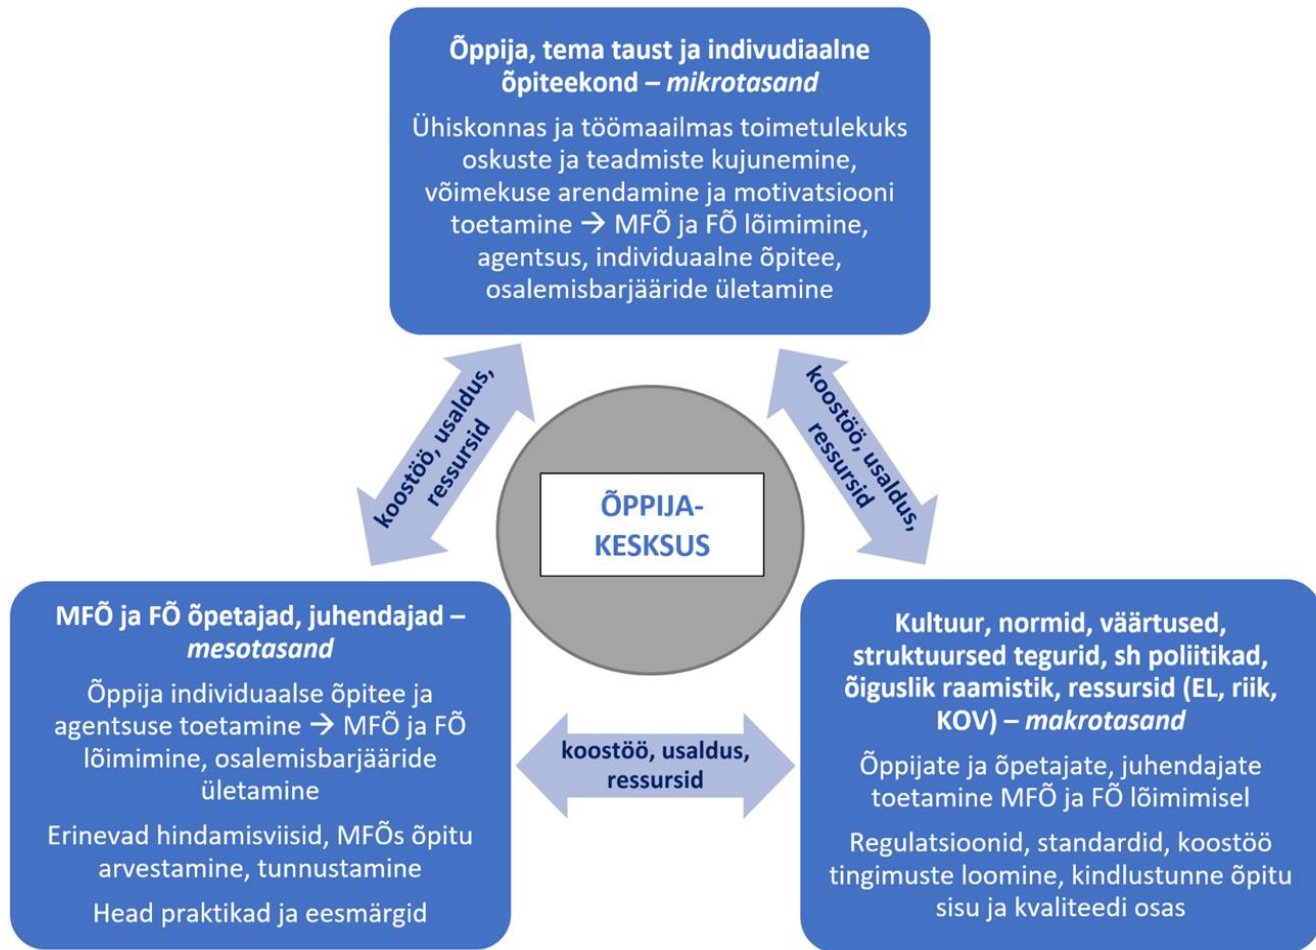 Õppija, tema taust ja indivudiaalne
õpiteekond – mikrotasand
Ühiskonnas ja töömaailmas toimetulekuks
oskuste ja teadmiste kujunemine,
võimekuse arendamine ja motivatsiooni
toetamine → MFÕ ja FÕ lõimimine,
agentsus, individuaalne õpitee,
osalemisbarjääride ületamine
koostöö, usaldus,
ressursid
koostöö, usaldus,
ressursid
ÕPPIJA-
KESKSUS
MFÕ ja FÕ õpetajad, juhendajad –
mesotasand
Õppija individuaalse õpitee ja
agentsuse toetamine → MFÕ ja FÕ
lõimimine, osalemisbarjääride
ületamine
Erinevad hindamisviisid, MFÕs õpitu
arvestamine, tunnustamine
Head praktikad ja eesmärgid
koostöö, usaldus,
ressursid
Kultuur, normid, väärtused,
struktuursed tegurid, sh poliitikad,
õiguslik raamistik, ressursid (EL, riik,
KOV) – makrotasand
Õppijate ja õpetajate, juhendajate
toetamine MFÕ ja FÕ lõimimisel
Regulatsioonid, standardid, koostöö
tingimuste loomine, kindlustunne õpitu
sisu ja kvaliteedi osas